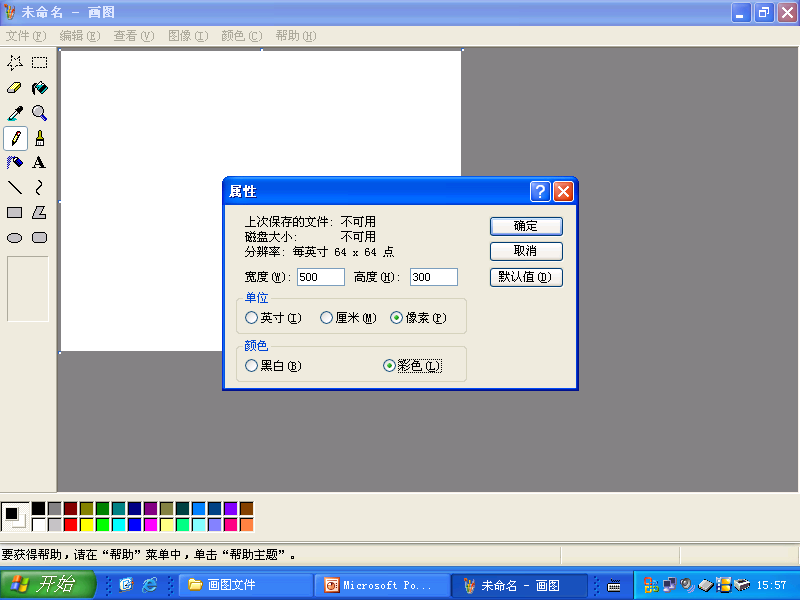 未命名 - 画图
文件(F) 编辑(E) 查看(V) 图像(I) 颜色(C) 帮助(H)
A
属性
上次保存的文件: 不可用
磁盘大小: 不可用
分辨率: 每英寸 64 x 64 点
宽度(W): 500 高度(H): 300
单位
英寸(I) 厘米(M) 像素(P)
颜色
黑白(B) 彩色(L)
确定
取消
默认值(D)
要获得帮助，请在“帮助”菜单中，单击“帮助主题”。
开始 画图文件 Microsoft Po... 未命名 - 画图 15:57